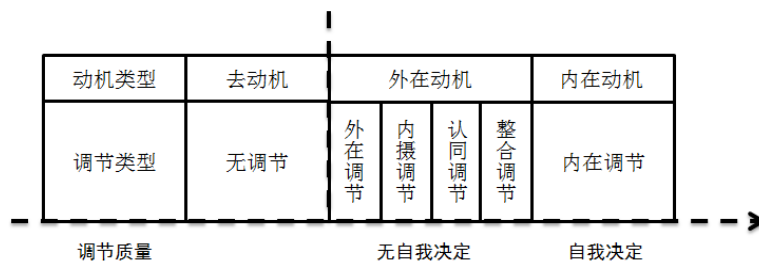 动机类型 去动机 外在动机 内在动机
调节类型 无调节 外在调节 内摄调节 认同调节 整合调节 内在调节
调节质量 无自我决定 自我决定